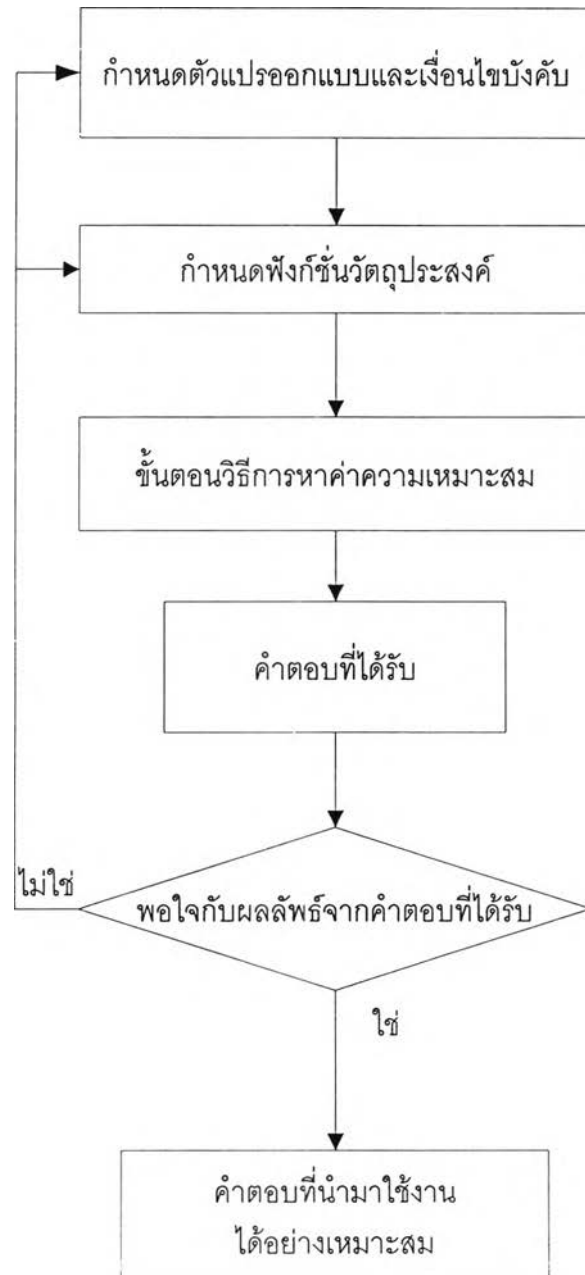 กำหนดตัวแปรออกแบบและเงื่อนไขบังคับ
กำหนดฟังก์ชั่นวัตถุประสงค์
ขั้นตอนวิธีการหาค่าความเหมาะสม
คำตอบที่ได้รับ
ไม่ใช่
พอใจกับผลลัพธ์จากคำตอบที่ได้รับ
ใช่
คำตอบที่นำมาใช้งาน
ได้อย่างเหมาะสม